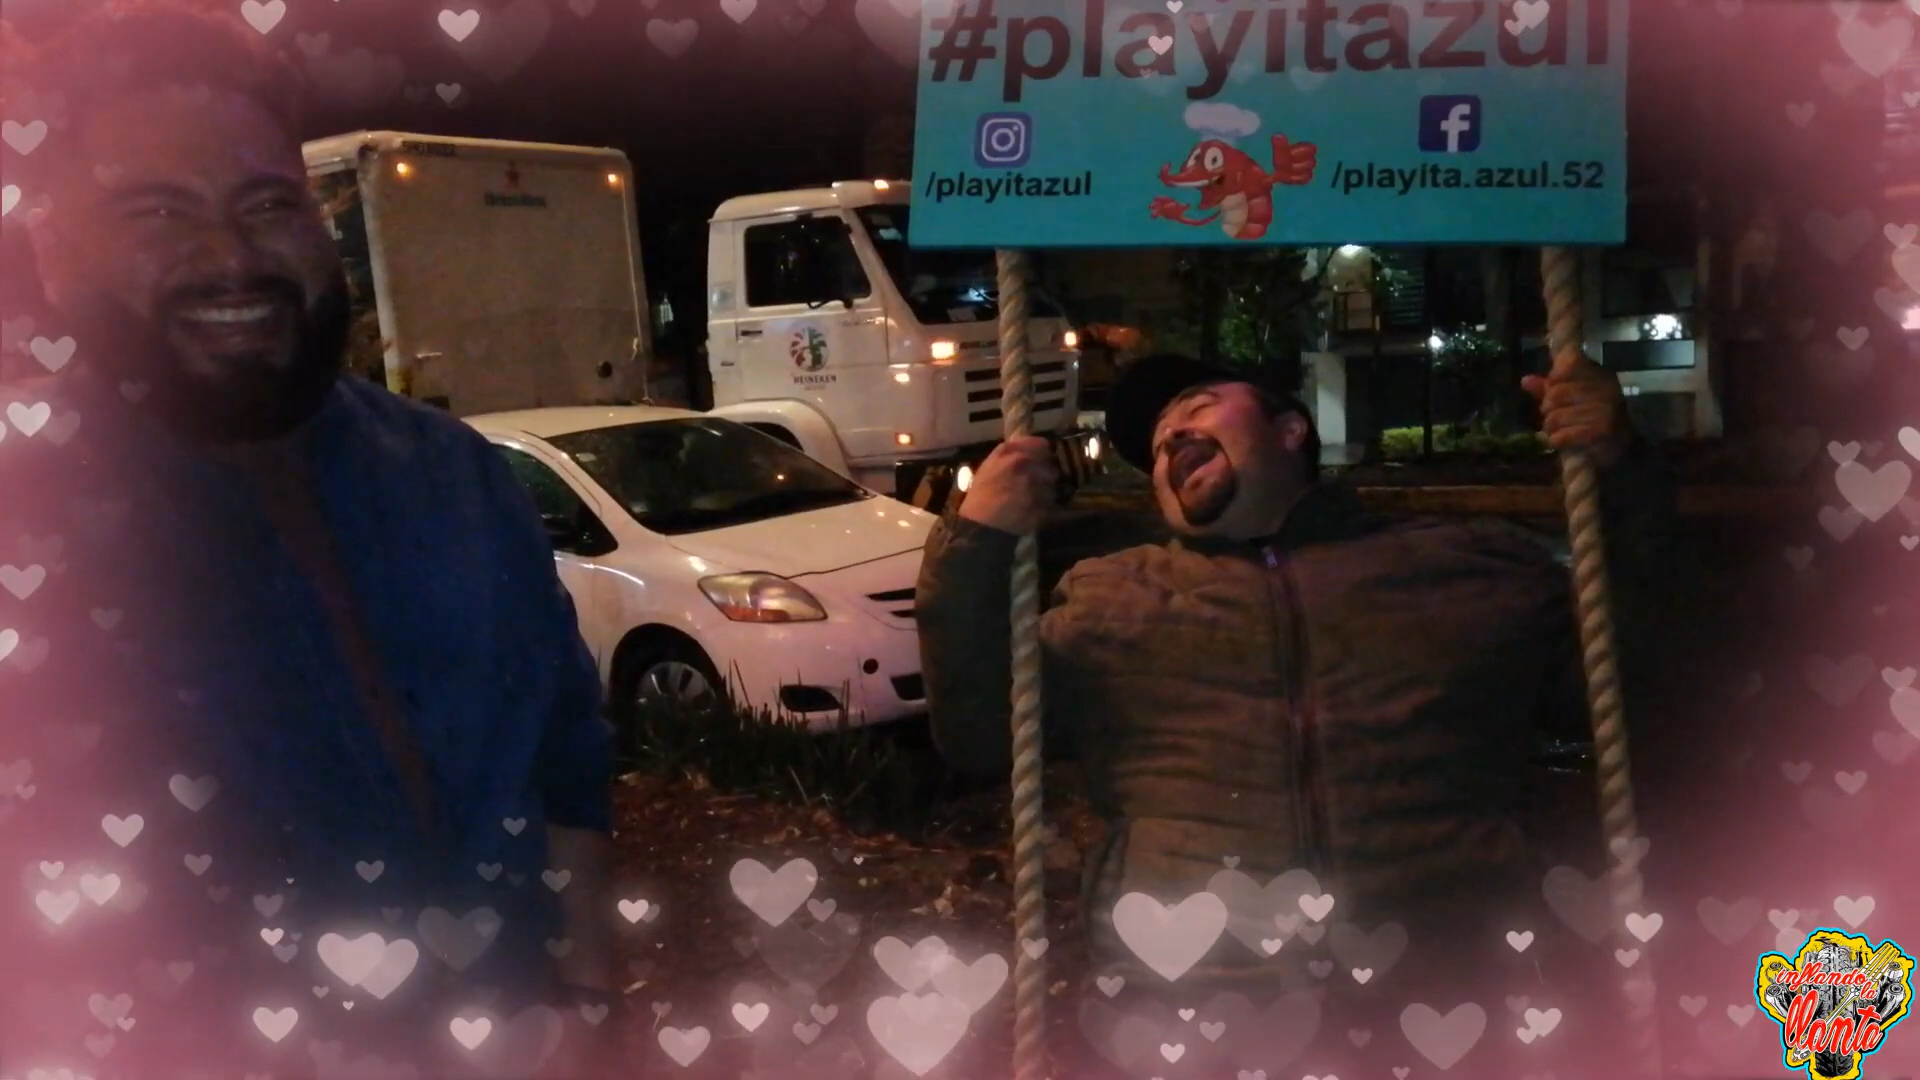 #playitazul
/playitazul
/playita.azul.52
HEINEKEN
inflando
la
llanta